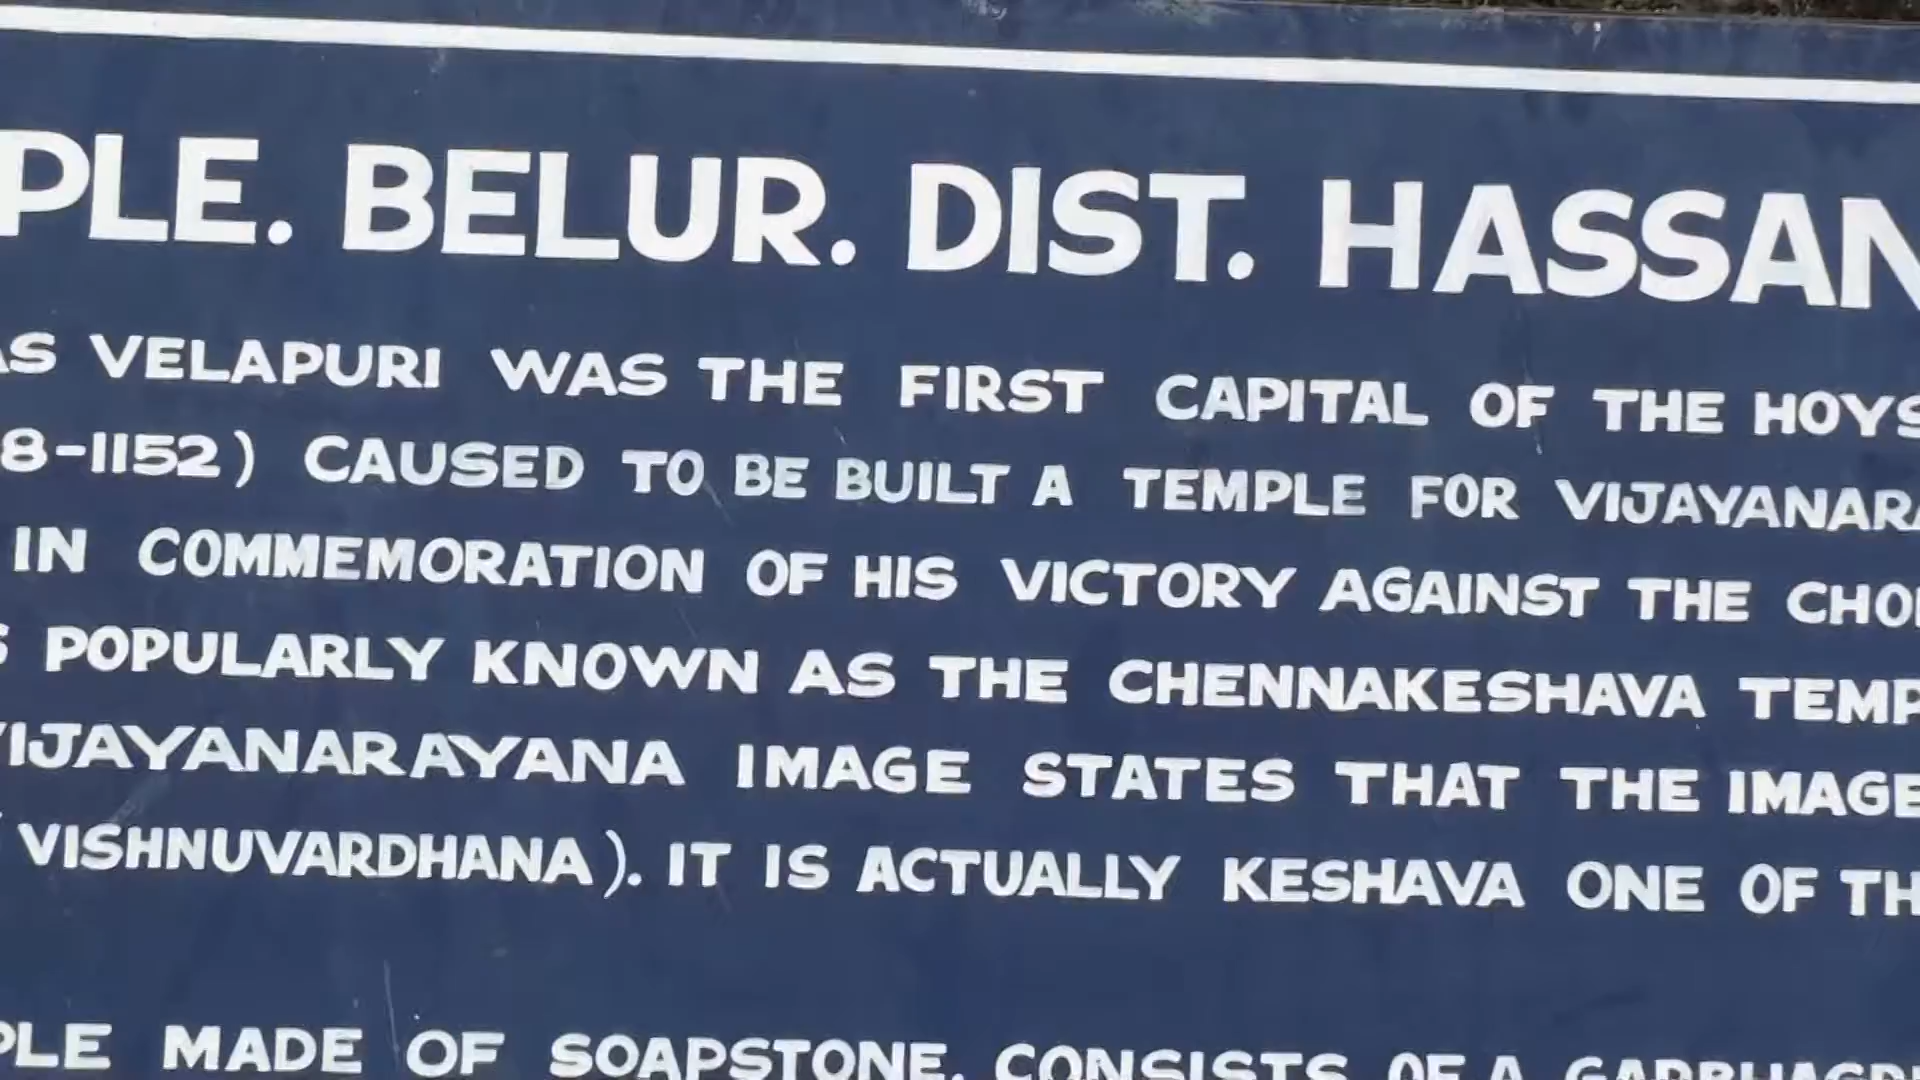 PLE. BELUR. DIST. HASSAN
AS VELAPURI WAS THE FIRST CAPITAL OF THE HOYS
8-1152) CAUSED TO BE BUILT A TEMPLE FOR VIJAYANARA
IN COMMEMORATION OF HIS VICTORY AGAINST THE CHOL
S POPULARLY KNOWN AS THE CHENNAKESHAVA TEMP
VIJAYANARAYANA IMAGE STATES THAT THE IMAGE
VISHNUVARDHANA). IT IS ACTUALLY KESHAVA ONE OF TH
PLE MADE OF SOAPSTONE. CONSISTS OF A